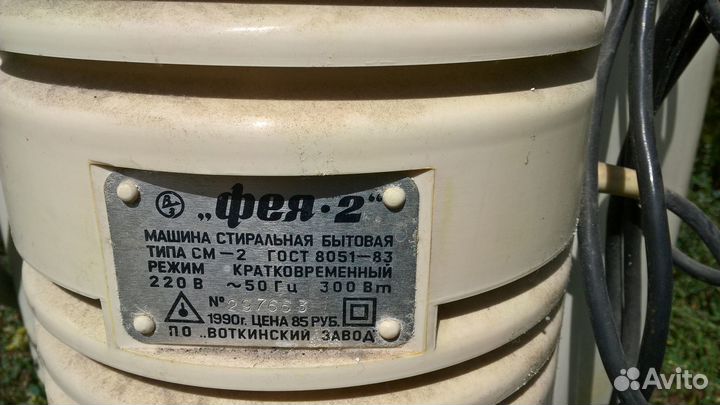 „фея·2“
МАШИНА СТИРАЛЬНАЯ БЫТОВАЯ
ТИПА СМ-2 ГОСТ 8051-83
РЕЖИМ КРАТКОВРЕМЕННЫЙ
220 В ~50 Гц 300 Вт
№
1990г. ЦЕНА 85 РУБ.
П.О „ВОТКИНСКИЙ ЗАВОД“
Avito